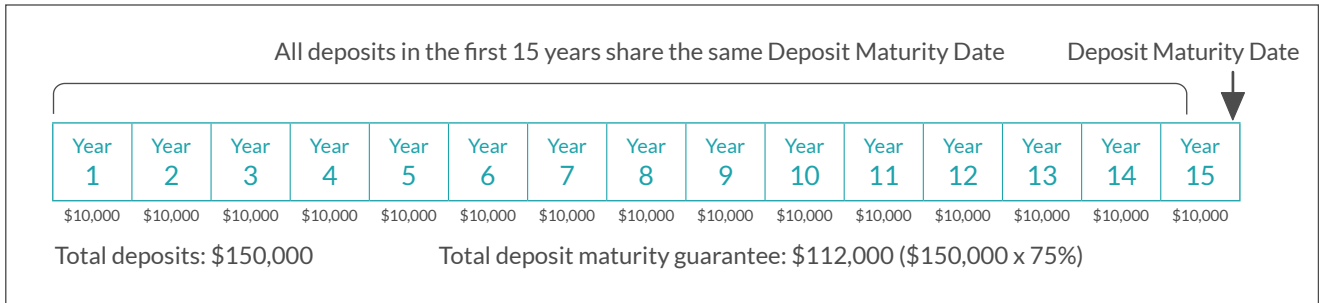 All deposits in the first 15 years share the same Deposit Maturity Date
Deposit Maturity Date
Year Year Year Year Year Year Year Year Year Year Year Year Year Year Year
1 2 3 4 5 6 7 8 9 10 11 12 13 14 15
$10,000 $10,000 $10,000 $10,000 $10,000 $10,000 $10,000 $10,000 $10,000 $10,000 $10,000 $10,000 $10,000 $10,000 $10,000
Total deposits: $150,000
Total deposit maturity guarantee: $112,000 ($150,000 x 75%)